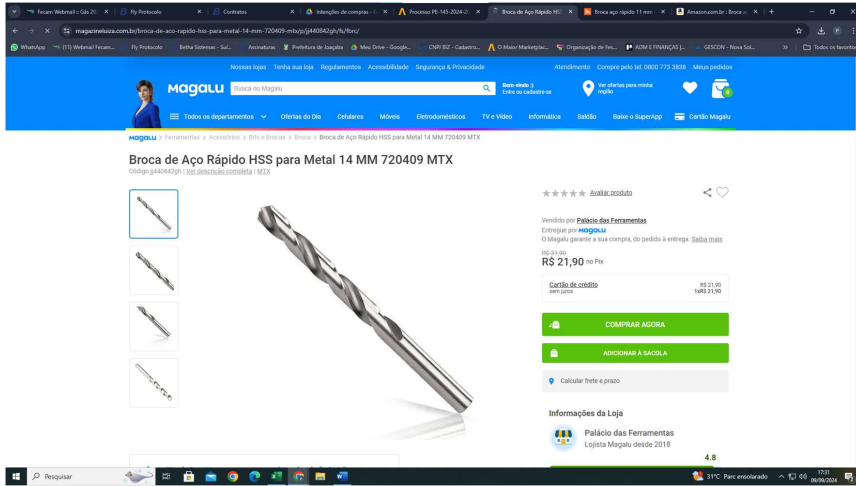 Fecam Webmail :: Gás 20
Fly Protocolo
Contratos
Intenções de compras - G
Processo PE-145-2024-20
Broca de Aço Rápido HSS
Broca aço rápido 11 mm
Amazon.com.br : Broca aç
magazineluiza.com.br/broca-de-aco-rapido-hss-para-metal-14-mm-720409-mtx/p/jj440842gh/fs/forc/
WhatsApp
(11) Webmail Fecam...
Fly Protocolo
Betha Sistemas - Sui...
Assinaturas
Prefeitura de Joaçaba
Meu Drive - Google...
CNPJ BIZ - Cadastro...
O Maior Marketplac...
Organização de Fes...
ADM E FINANÇAS |...
GESCON - Nova Sol...
Todos os favoritos
Nossas lojas Tenha sua loja Regulamentos Acessibilidade Segurança & Privacidade
Atendimento Compre pelo tel: 0800 773 3838 Meus pedidos
Magalu
Busca no Magalu
Bem-vindo :)
Entre ou cadastre-se
Ver ofertas para minha
região
0
Todos os departamentos Ofertas do Dia Celulares Móveis Eletrodomésticos TV e Vídeo Informática Saldão Baixe o SuperApp Cartão Magalu
Magalu > Ferramentas > Acessórios > Bits e Brocas > Broca > Broca de Aço Rápido HSS para Metal 14 MM 720409 MTX
Broca de Aço Rápido HSS para Metal 14 MM 720409 MTX
Código jj440842gh | Ver descrição completa | MTX
Avaliar produto
Vendido por Palácio das Ferramentas
Entregue por Magalu
O Magalu garante a sua compra, do pedido à entrega. Saiba mais
R$ 31,90
R$ 21,90 no Pix
Cartão de crédito R$ 21,90
sem juros 1xR$ 21,90
COMPRAR AGORA
ADICIONAR À SACOLA
Calcular frete e prazo
Informações da Loja
Palácio das Ferramentas
Lojista Magalu desde 2018
4.8
Pesquisar
31°C Parc ensolarado
17:31
09/09/2024